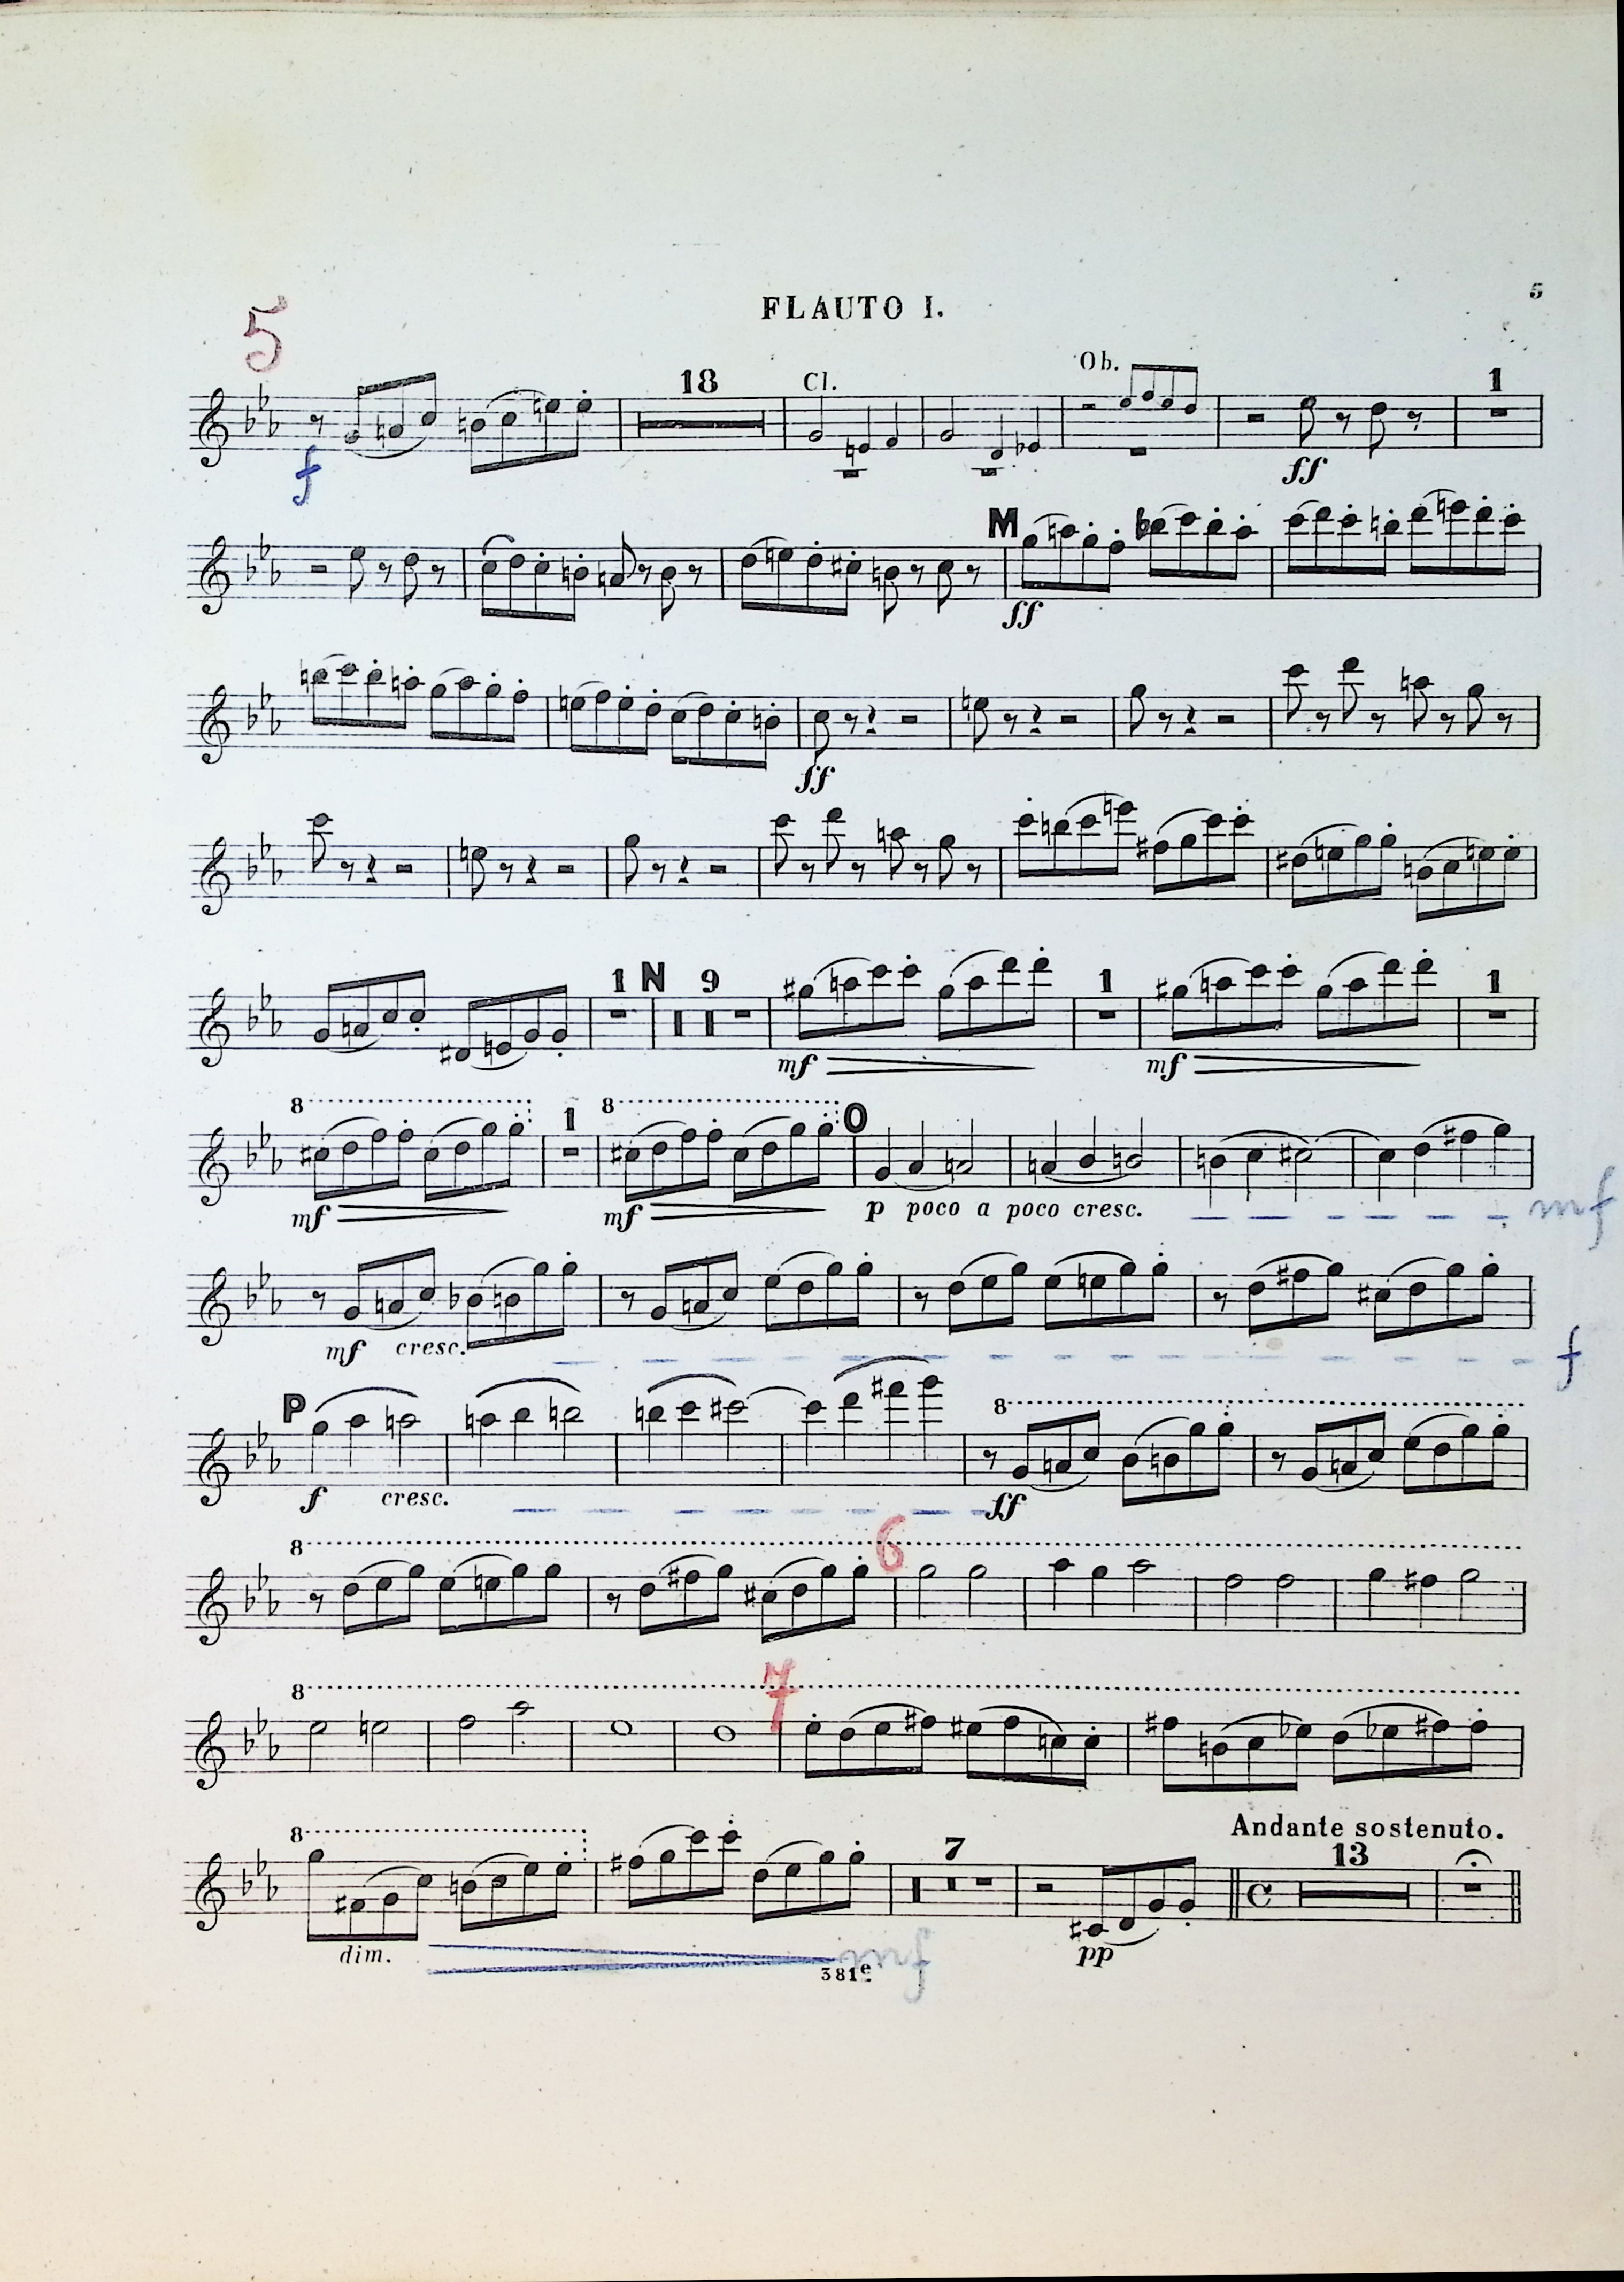 5
FLAUTO I.
5
18
Cl.
Ob.
1
f
ff
M
ff
ff
1 N 9
1
1
mf
mf
8
1
8
O
mf
mf
p poco a poco cresc.
mf
mf cresc.
f
P
8
f cresc.
ff
6
8
7
8
Andante sostenuto.
8
7
13
dim.
mf
pp
381e